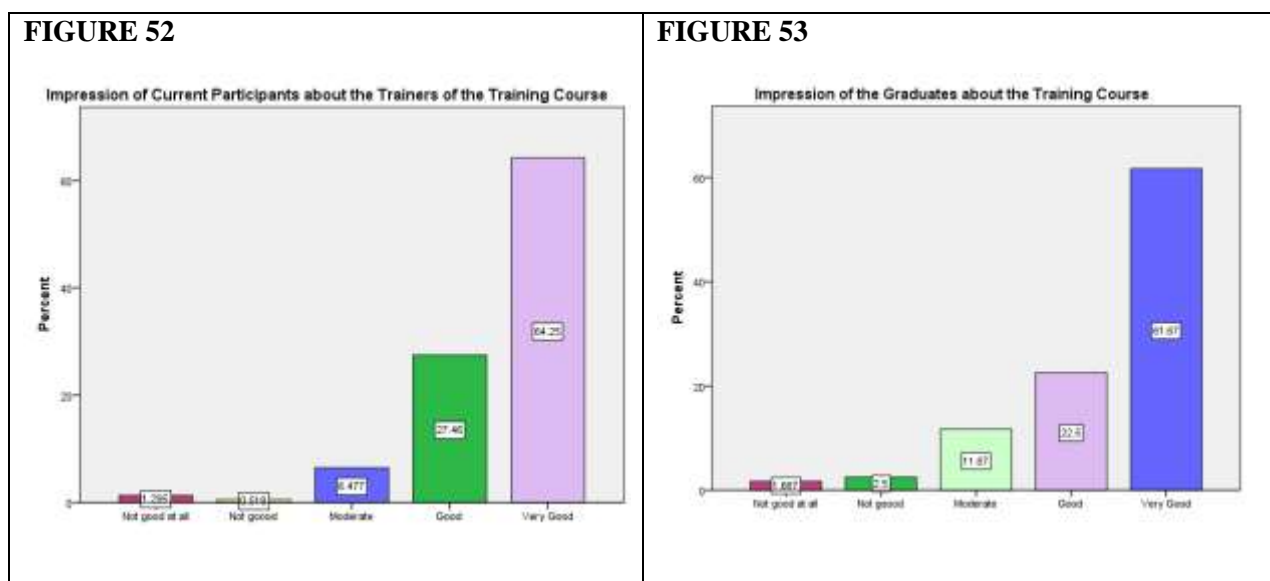 FIGURE 52
Impression of Current Participants about the Trainers of the Training Course
Percent
60
40
20
0
1.295
0.518
6.477
27.46
64.25
Not good at all
Not goood
Moderate
Good
Very Good
FIGURE 53
Impression of the Graduates about the Training Course
Percent
60
40
20
0
1.667
2.5
11.67
22.5
61.67
Not good at all
Not goood
Moderate
Good
Very Good